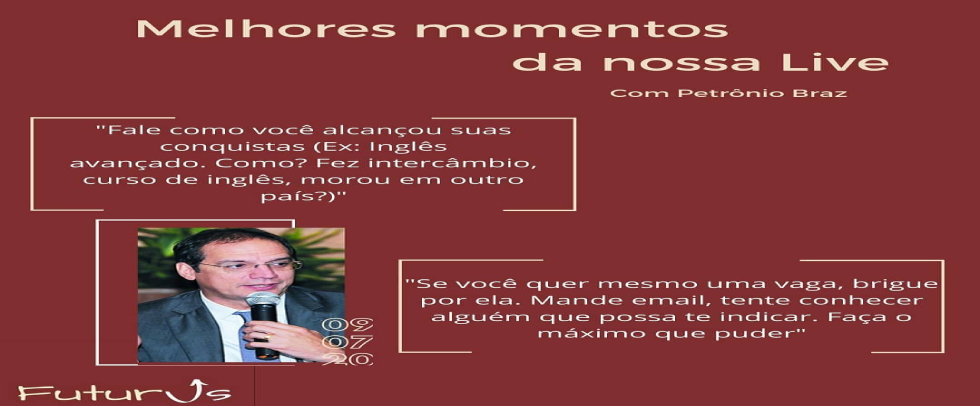 Melhores momentos
da nossa Live
Com Petrônio Braz
"Fale como você alcançou suas
conquistas (Ex: Inglês
avançado. Como? Fez intercâmbio,
curso de inglês, morou em outro
país?)"
"Se você quer mesmo uma vaga, brigue
por ela. Mande email, tente conhecer
alguém que possa te indicar. Faça o
máximo que puder"
09
07
20
Futurus